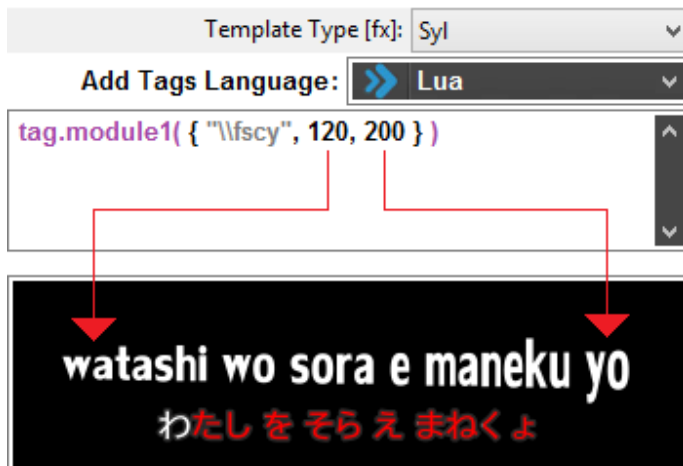 Template Type [fx]: Syl
Add Tags Language: Lua
tag.module1( { "\\fscy", 120, 200 } )
watashi wo sora e maneku yo
わたし を そら え まねく よ